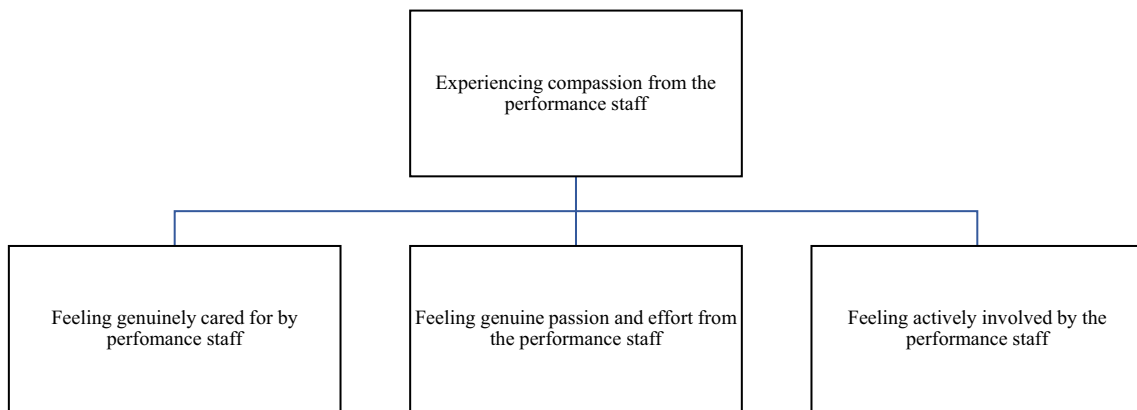 Experiencing compassion from the
performance staff
Feeling genuinely cared for by
perfomance staff
Feeling genuine passion and effort from
the performance staff
Feeling actively involved by the
performance staff